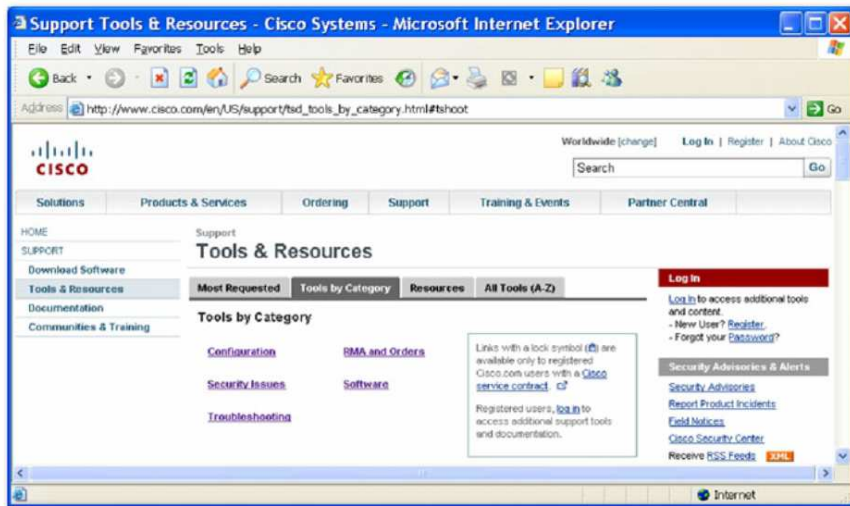 Support Tools & Resources - Cisco Systems - Microsoft Internet Explorer
File Edit View Favorites Tools Help
Back Search Favorites
Address http://www.cisco.com/en/US/support/tsd_tools_by_category.html#tshoot Go
Worldwide [change] Log In | Register | About Cisco
CISCO
Search Go
Solutions Products & Services Ordering Support Training & Events Partner Central
HOME
SUPPORT
Download Software
Tools & Resources
Documentation
Communities & Training
Support
Tools & Resources
Most Requested Tools by Category Resources All Tools (A-Z)
Tools by Category
Configuration RMA and Orders
Security Issues Software
Troubleshooting
Links with a lock symbol () are
available only to registered
Cisco.com users with a Cisco
service contract.
Registered users, log in to
access additional support tools
and documentation.
Log In
Log In to access additional tools
and content.
- New User? Register.
- Forgot your Password?
Security Advisories & Alerts
Security Advisories
Report Product Incidents
Field Notices
Cisco Security Center
Receive RSS Feeds XML
Internet